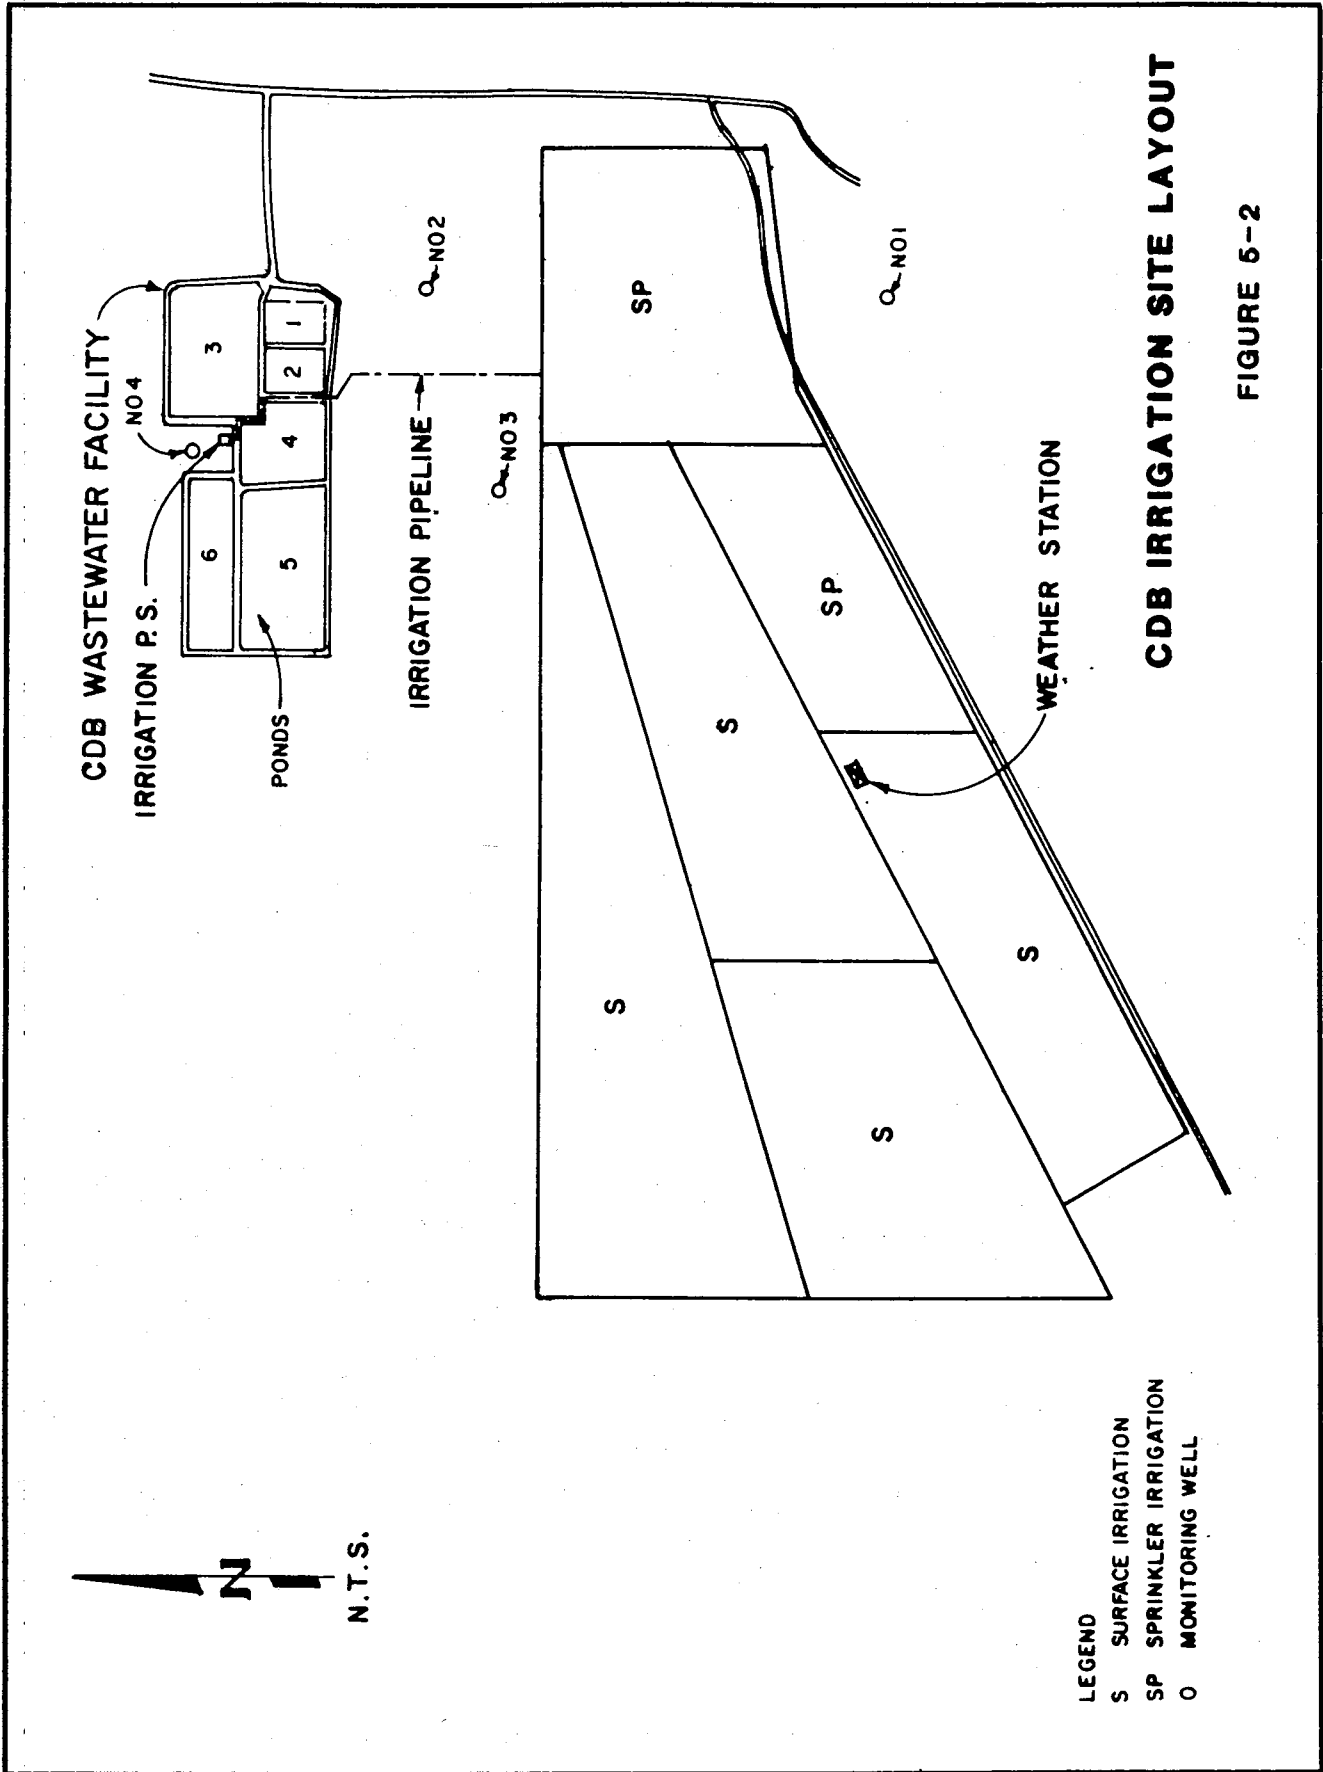 CDB WASTEWATER FACILITY
NO4
IRRIGATION P.S.
3
1
2
4
6
5
PONDS
NO2
IRRIGATION PIPELINE
NO3
SP
NO1
S
SP
WEATHER STATION
S
S
S
N
N.T.S.
LEGEND
S SURFACE IRRIGATION
SP SPRINKLER IRRIGATION
O MONITORING WELL
CDB IRRIGATION SITE LAYOUT
FIGURE 5-2